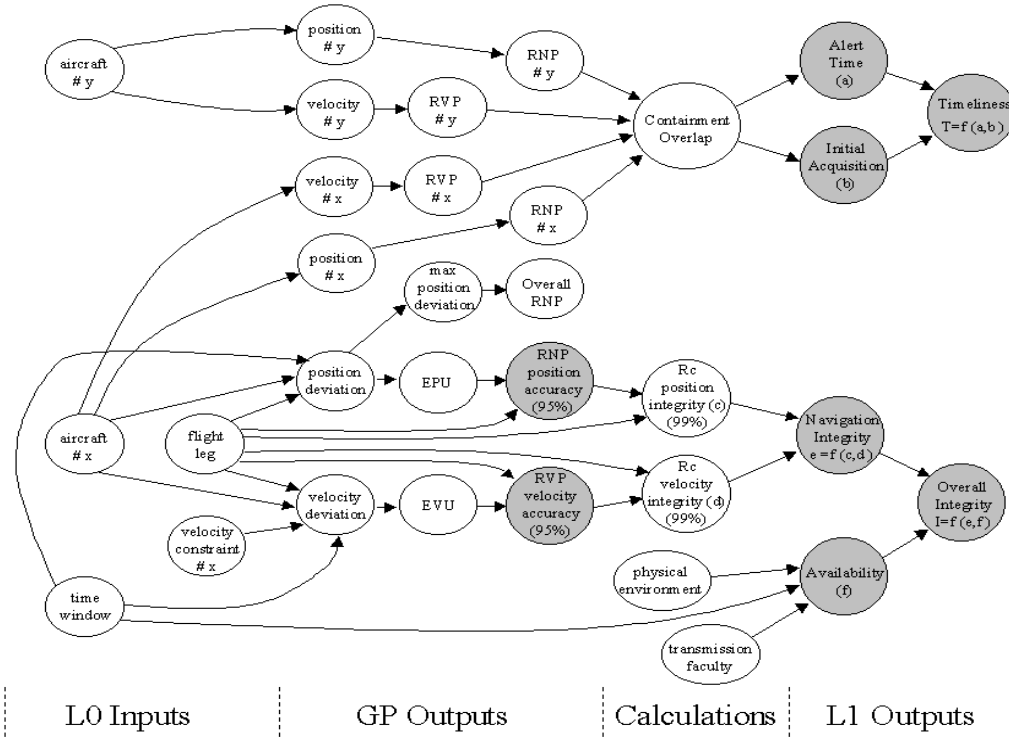 aircraft
# y
position
# y
velocity
# y
RVP
# y
RNP
# y
velocity
# x
RVP
# x
position
# x
RNP
# x
Containment
Overlap
Alert
Time
(a)
Initial
Acquisition
(b)
Timeliness
T=f (a,b)
max
position
deviation
Overall
RNP
position
deviation
EPU
RNP
position
accuracy
(95%)
Rc
position
integrity (c)
(99%)
aircraft
# x
flight
leg
velocity
deviation
EVU
RVP
velocity
accuracy
(95%)
Rc
velocity
integrity (d)
(99%)
Navigation
Integrity
e =f (c,d)
Overall
Integrity
I=f (e,f)
velocity
constraint
# x
time
window
physical
environment
Availability
(f)
transmission
faculty
L0 Inputs
GP Outputs
Calculations
L1 Outputs